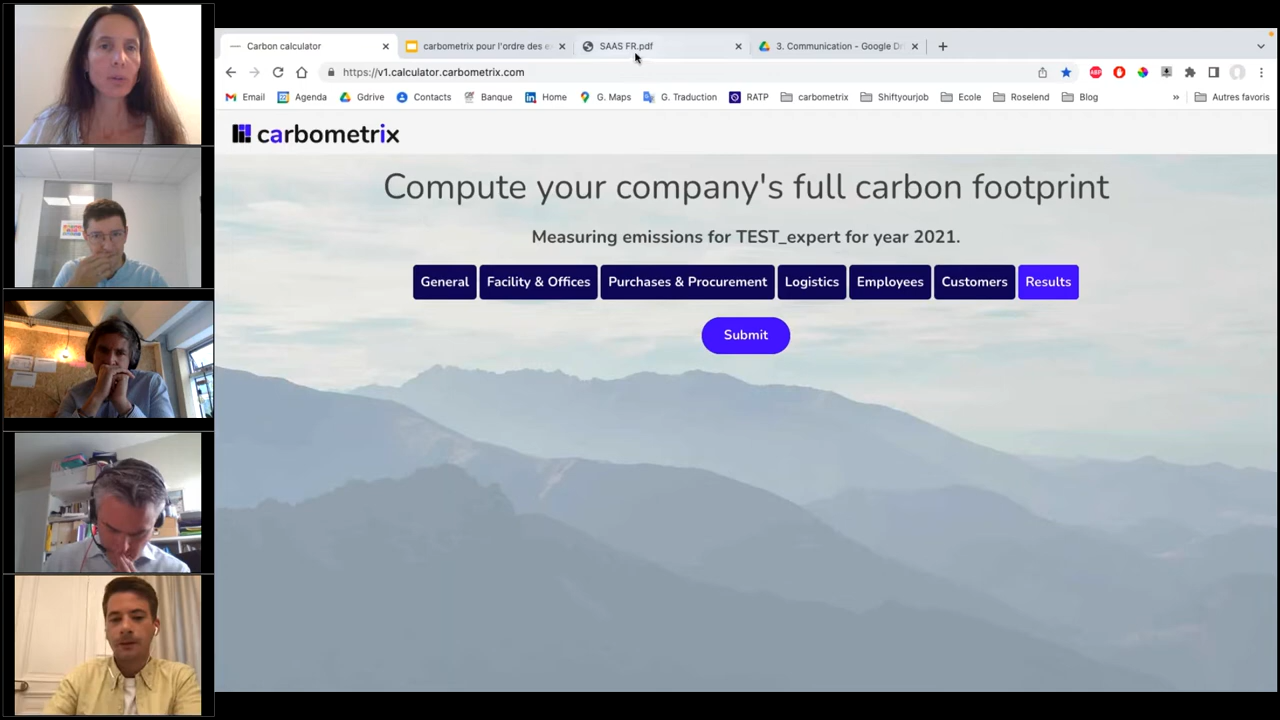 Carbon calculator
carbometrix pour l'ordre des e
SAAS FR.pdf
3. Communication - Google Dri
https://v1.calculator.carbometrix.com
ABP
Email
Agenda
Gdrive
Contacts
Banque
Home
G. Maps
G. Traduction
RATP
carbometrix
Shiftyourjob
Ecole
Roselend
Blog
»
Autres favoris
carbometrix
Compute your company's full carbon footprint
Measuring emissions for TEST_expert for year 2021.
General
Facility & Offices
Purchases & Procurement
Logistics
Employees
Customers
Results
Submit